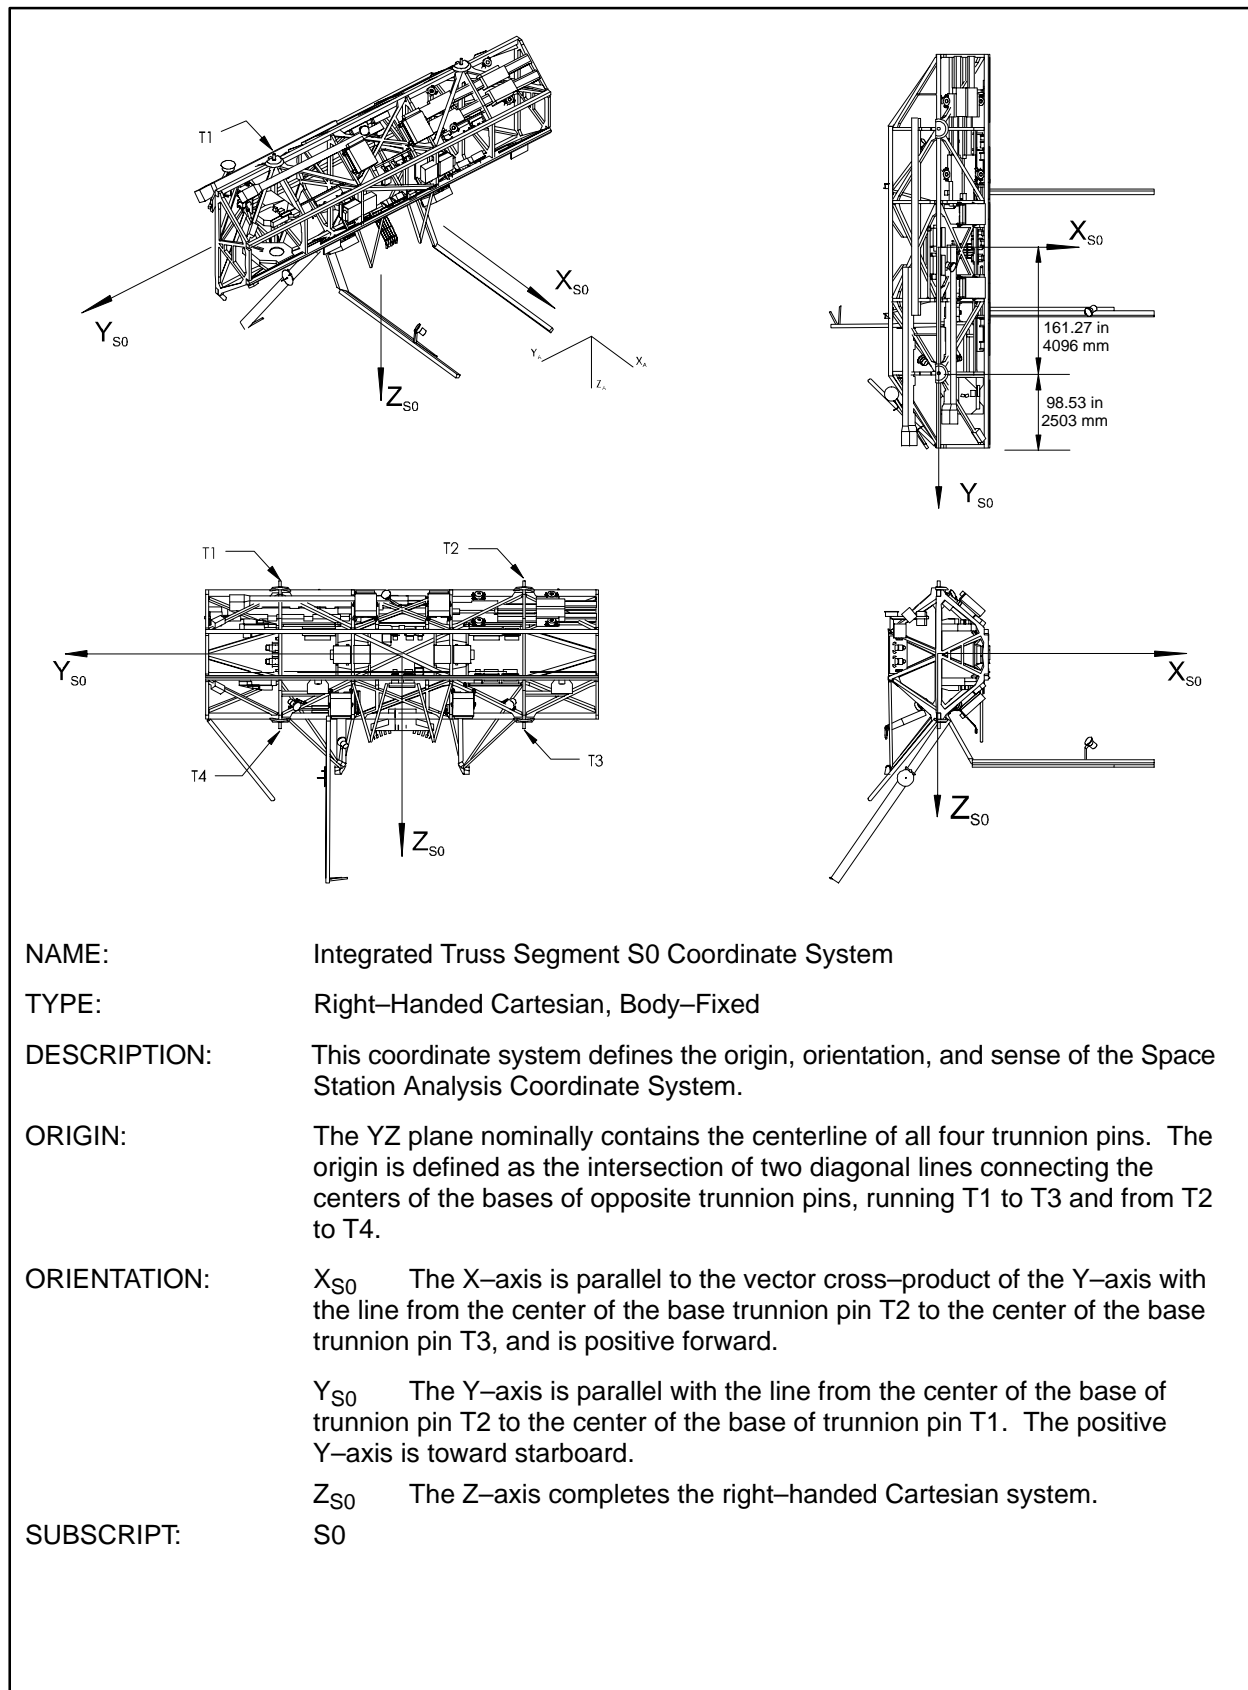 T1
X_S0
Y_S0
Z_S0
Y_A
X_A
Z_A
X_S0
161.27 in
4096 mm
98.53 in
2503 mm
Y_S0
T1
T2
Y_S0
T4
T3
Z_S0
X_S0
Z_S0
NAME: Integrated Truss Segment S0 Coordinate System
TYPE: Right–Handed Cartesian, Body–Fixed
DESCRIPTION: This coordinate system defines the origin, orientation, and sense of the Space
Station Analysis Coordinate System.
ORIGIN: The YZ plane nominally contains the centerline of all four trunnion pins. The
origin is defined as the intersection of two diagonal lines connecting the
centers of the bases of opposite trunnion pins, running T1 to T3 and from T2
to T4.
ORIENTATION: X_S0 The X–axis is parallel to the vector cross–product of the Y–axis with
the line from the center of the base trunnion pin T2 to the center of the base
trunnion pin T3, and is positive forward.
Y_S0 The Y–axis is parallel with the line from the center of the base of
trunnion pin T2 to the center of the base of trunnion pin T1. The positive
Y–axis is toward starboard.
Z_S0 The Z–axis completes the right–handed Cartesian system.
SUBSCRIPT: S0